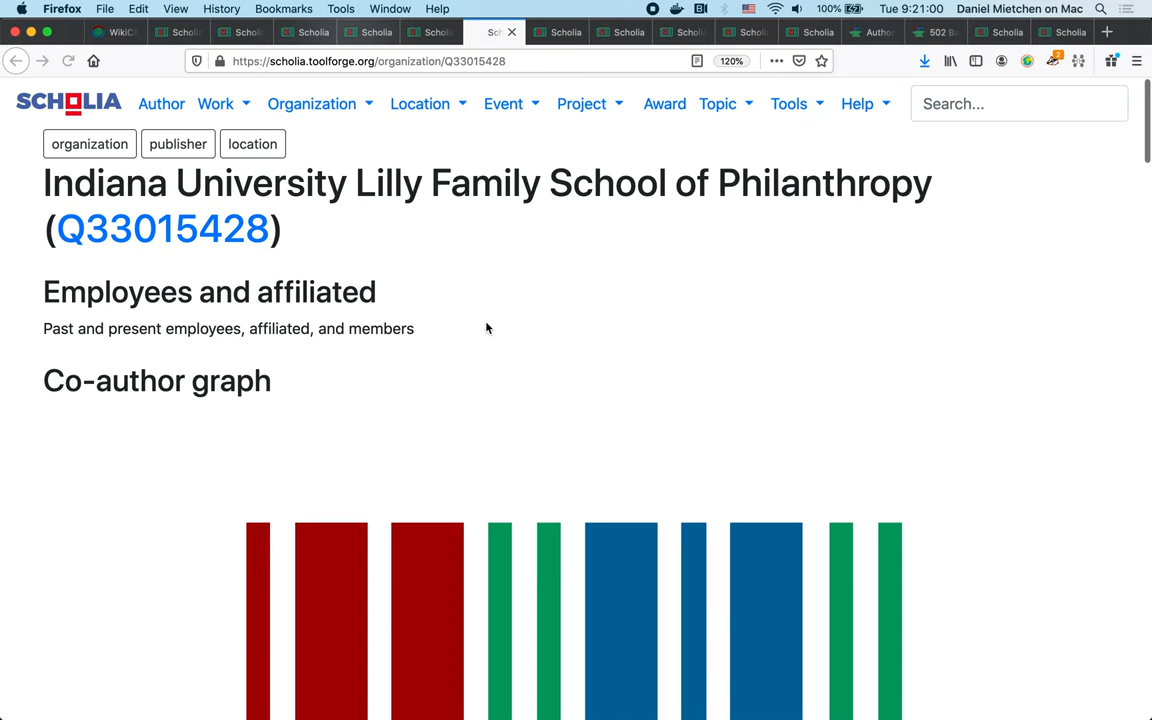 Firefox File Edit View History Bookmarks Tools Window Help 100% Tue 9:21:00 Daniel Mietchen on Mac
Scholia Scholia Scholia Scholia Scholia Scholia Scholia Author 502 Scholia Scholia
https://scholia.toolforge.org/organization/Q33015428 120% 2
SCHOLIA Author Work Organization Location Event Project Award Topic Tools Help Search...
organization publisher location
Indiana University Lilly Family School of Philanthropy
(Q33015428)
Employees and affiliated
Past and present employees, affiliated, and members
Co-author graph